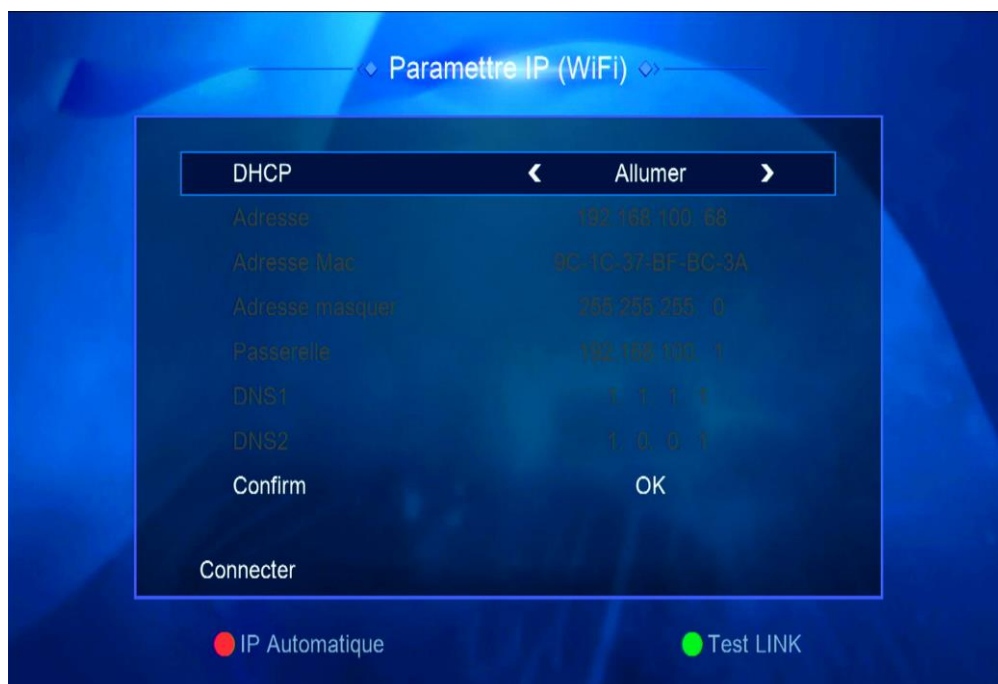 Paramettre IP (WiFi)
DHCP Allumer
Adresse 192.168.100. 68
Adresse Mac 9C-1C-37-BF-BC-3A
Adresse masquer 255.255.255. 0
Passerelle 192.168.100. 1
DNS1 1. 1. 1. 1
DNS2 1. 0. 0. 1
Confirm OK
Connecter
IP Automatique Test LINK